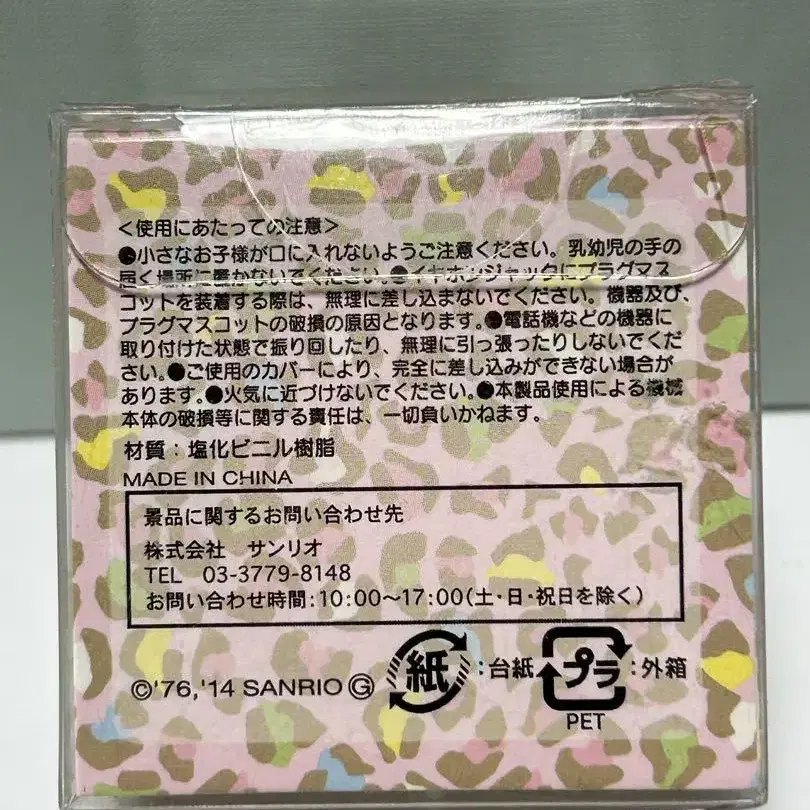 <使用にあたっての注意>
●小さなお子様が口に入れないようご注意ください。乳幼児の手の
届く場所に置かないでください。●イヤホンジャックにプラグマス
コットを装着する際は、無理に差し込まないでください。機器及び、
プラグマスコットの破損の原因となります。●電話機などの機器に
取り付けた状態で振り回したり、無理に引っ張ったりしないでくだ
さい。●ご使用のカバーにより、完全に差し込みができない場合が
あります。●火気に近づけないでください。●本製品使用による機械
本体の破損等に関する責任は、一切負いかねます。
材質：塩化ビニル樹脂
MADE IN CHINA
景品に関するお問い合わせ先
株式会社 サンリオ
TEL 03-3779-8148
お問い合わせ時間:10:00〜17:00(土・日・祝日を除く)
©'76,'14 SANRIO Ⓖ 紙:台紙 プラ:外箱
PET